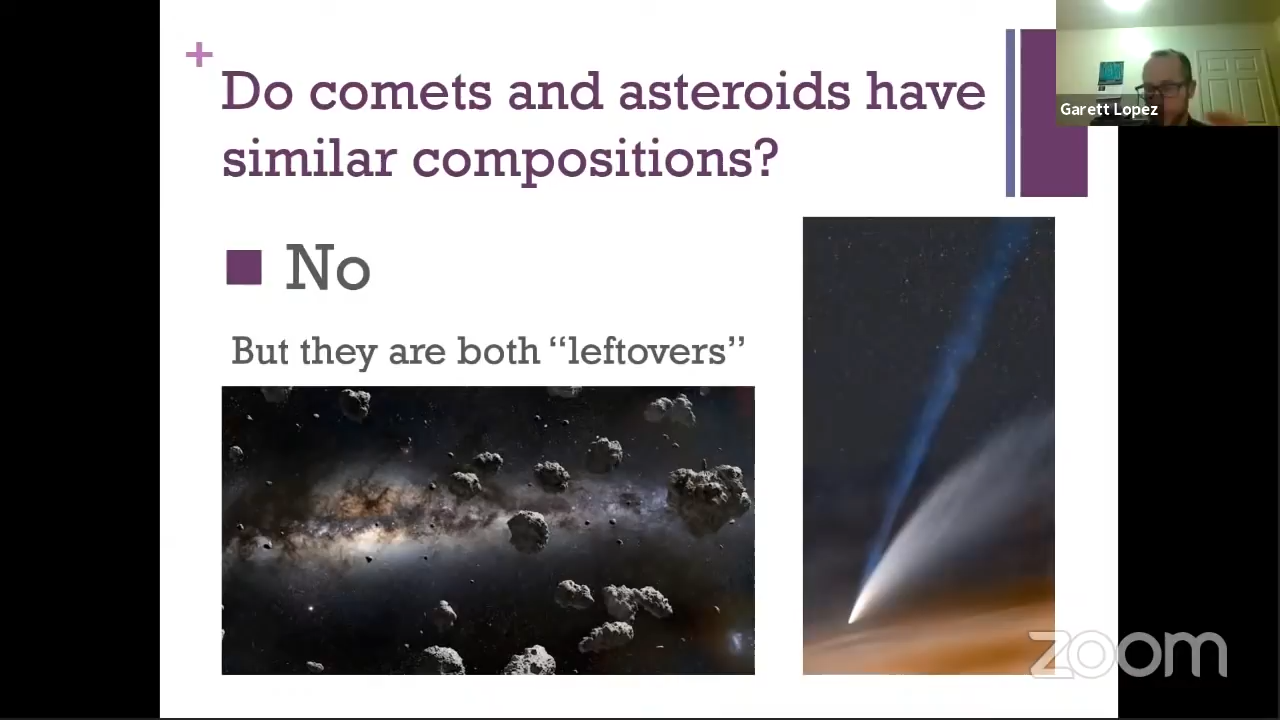 +
Do comets and asteroids have
similar compositions?
No
But they are both “leftovers”
Garett Lopez
zoom